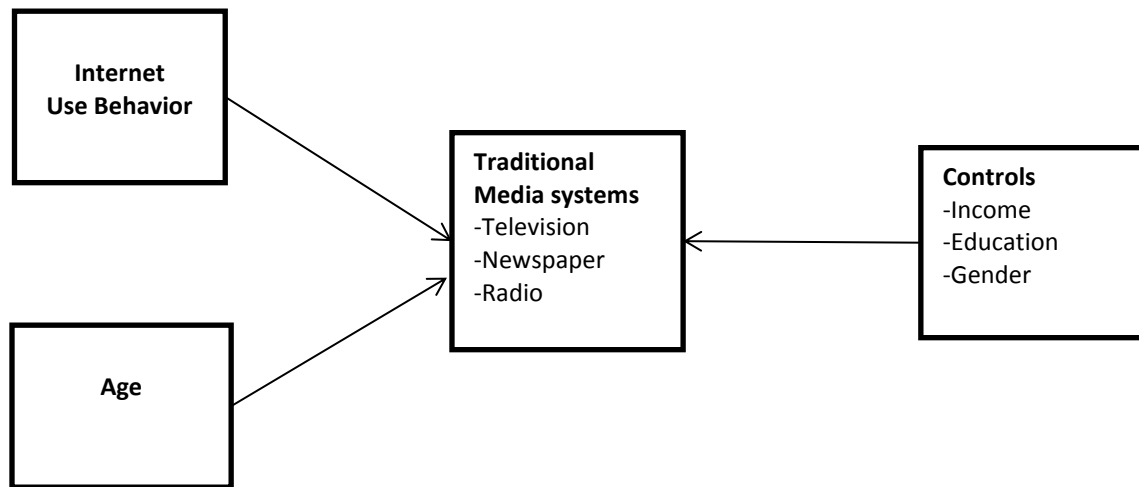 Internet
Use Behavior
Traditional
Media systems
-Television
-Newspaper
-Radio
Controls
-Income
-Education
-Gender
Age